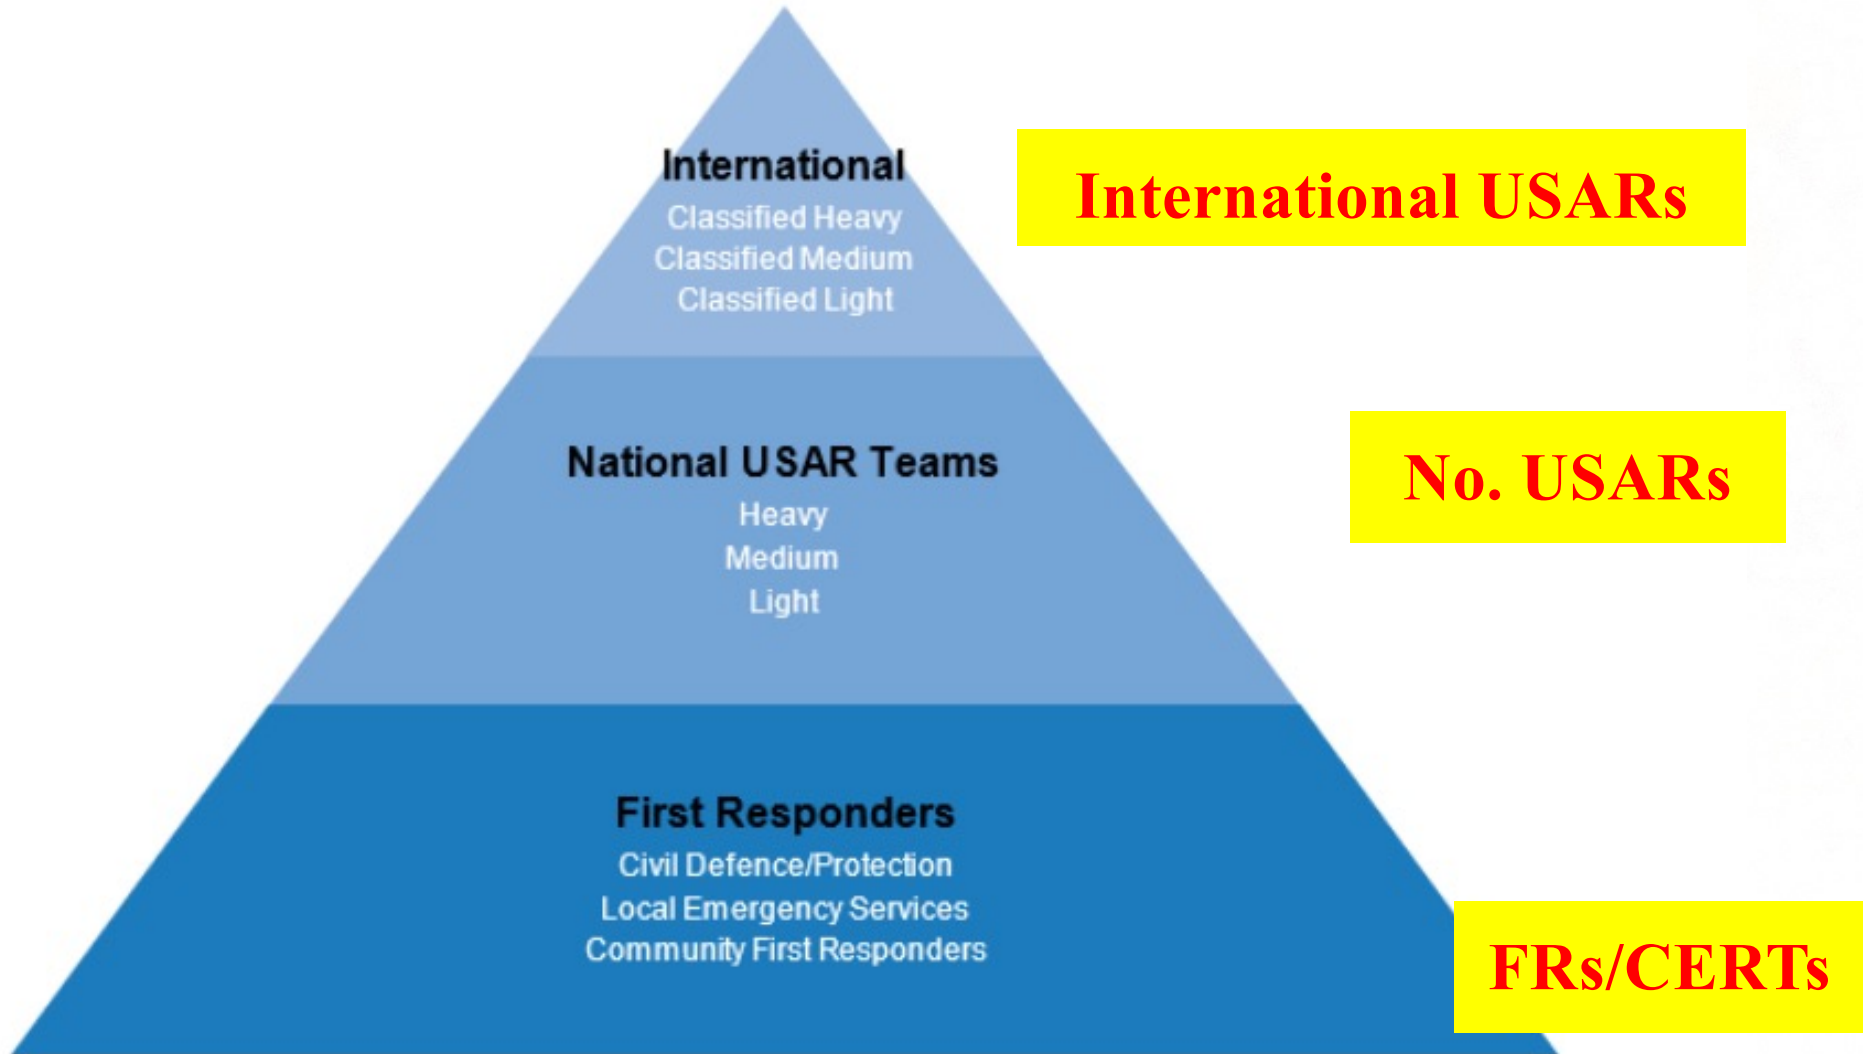 International
Classified Heavy
Classified Medium
Classified Light
International USARs
National USAR Teams
Heavy
Medium
Light
No. USARs
First Responders
Civil Defence/Protection
Local Emergency Services
Community First Responders
FRs/CERTs